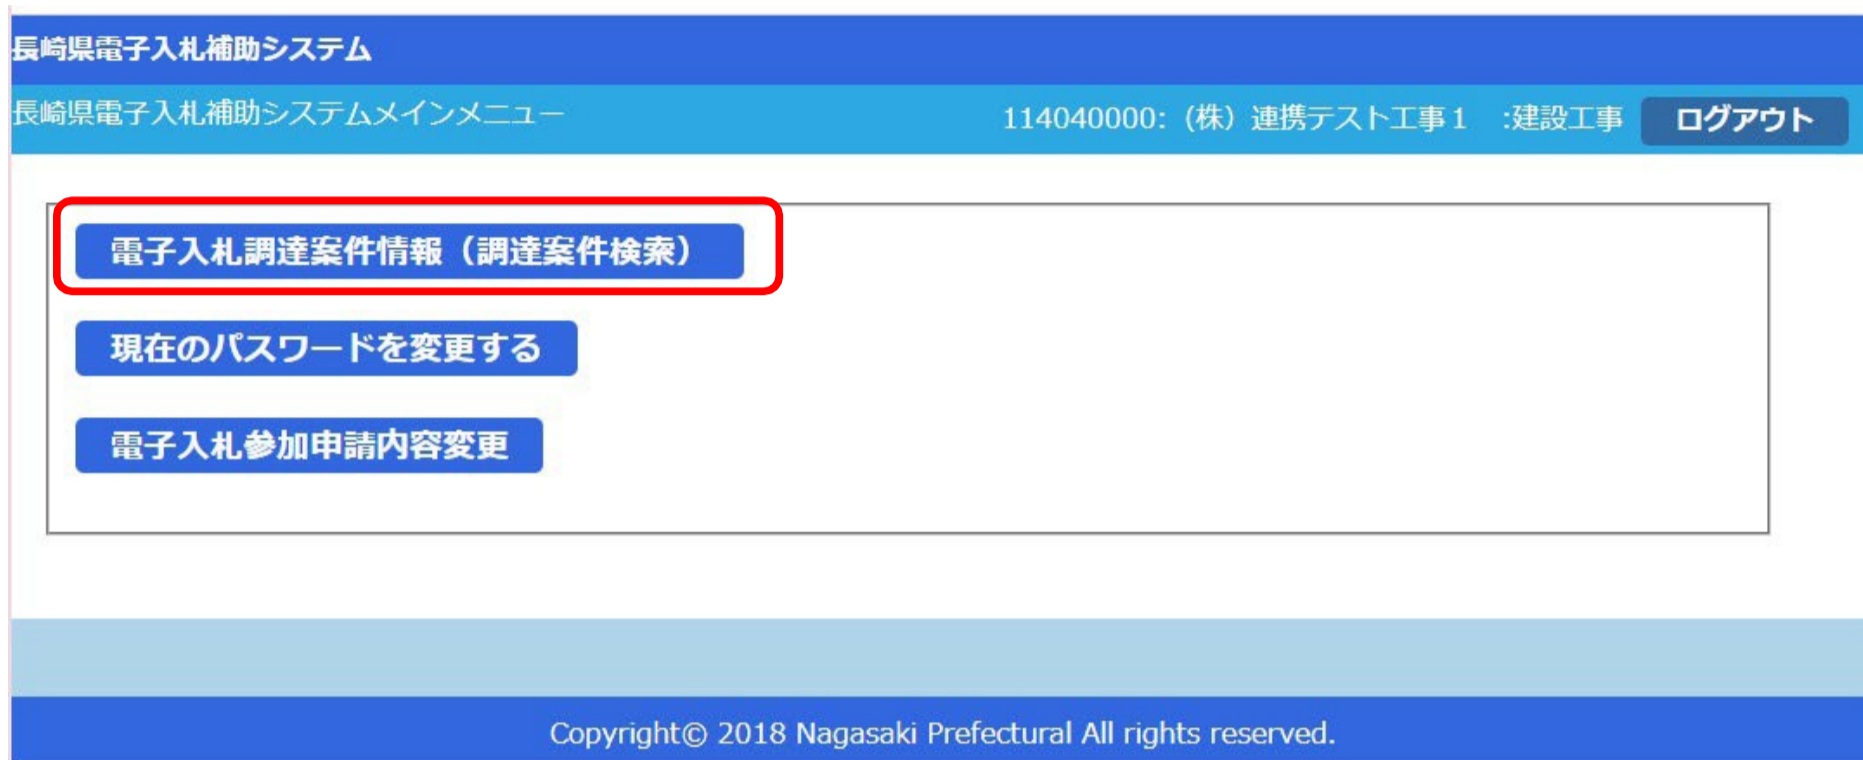 長崎県電子入札補助システム
長崎県電子入札補助システムメインメニュー
114040000:（株）連携テスト工事１ :建設工事 ログアウト
電子入札調達案件情報（調達案件検索）
現在のパスワードを変更する
電子入札参加申請内容変更
Copyright© 2018 Nagasaki Prefectural All rights reserved.